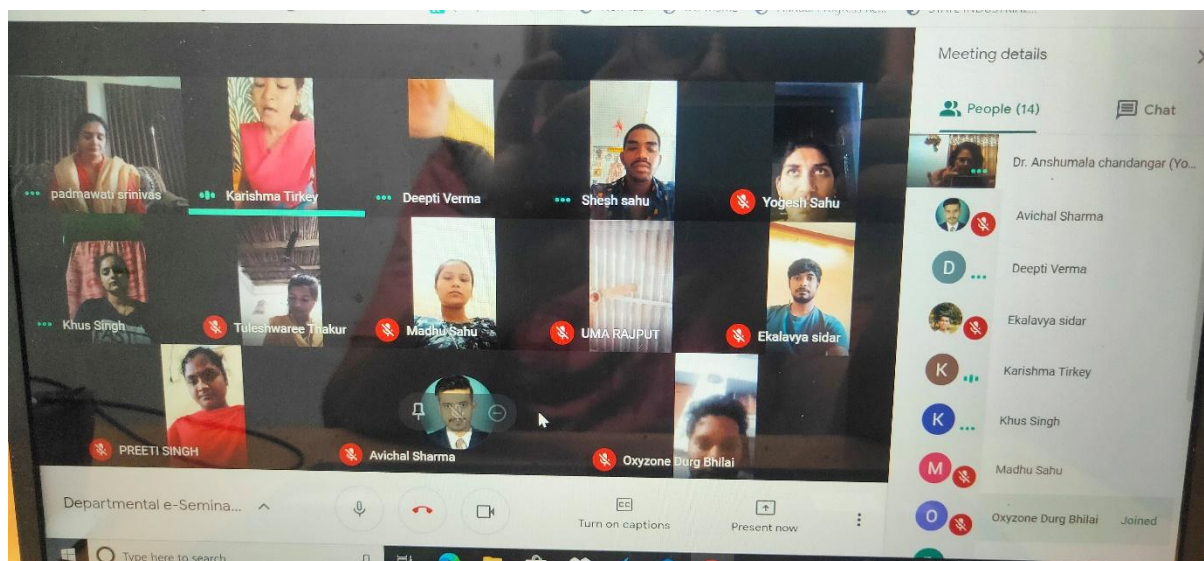 Meeting details
People (14)
Chat
padmawati srinivas
Karishma Tirkey
Deepti Verma
Shesh sahu
Yogesh Sahu
Khus Singh
Tuleshwaree Thakur
Madhu Sahu
UMA RAJPUT
Ekalavya sidar
PREETI SINGH
Avichal Sharma
Oxyzone Durg Bhilai
Dr. Anshumala chandangar (Yo...
Avichal Sharma
D
Deepti Verma
Ekalavya sidar
K
Karishma Tirkey
K
Khus Singh
M
Madhu Sahu
O
Oxyzone Durg Bhilai Joined
Departmental e-Semina...
CC
Turn on captions
Present now
Type here to search